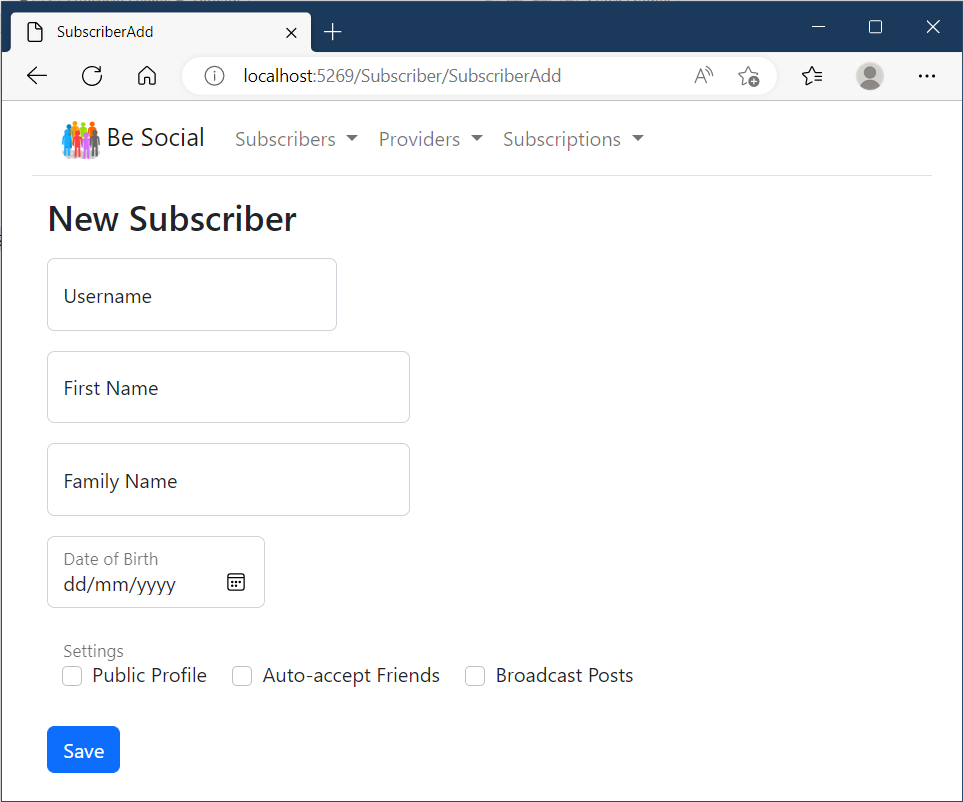 SubscriberAdd
localhost:5269/Subscriber/SubscriberAdd
Be Social Subscribers Providers Subscriptions
New Subscriber
Username
First Name
Family Name
Date of Birth
dd/mm/yyyy
Settings
Public Profile Auto-accept Friends Broadcast Posts
Save